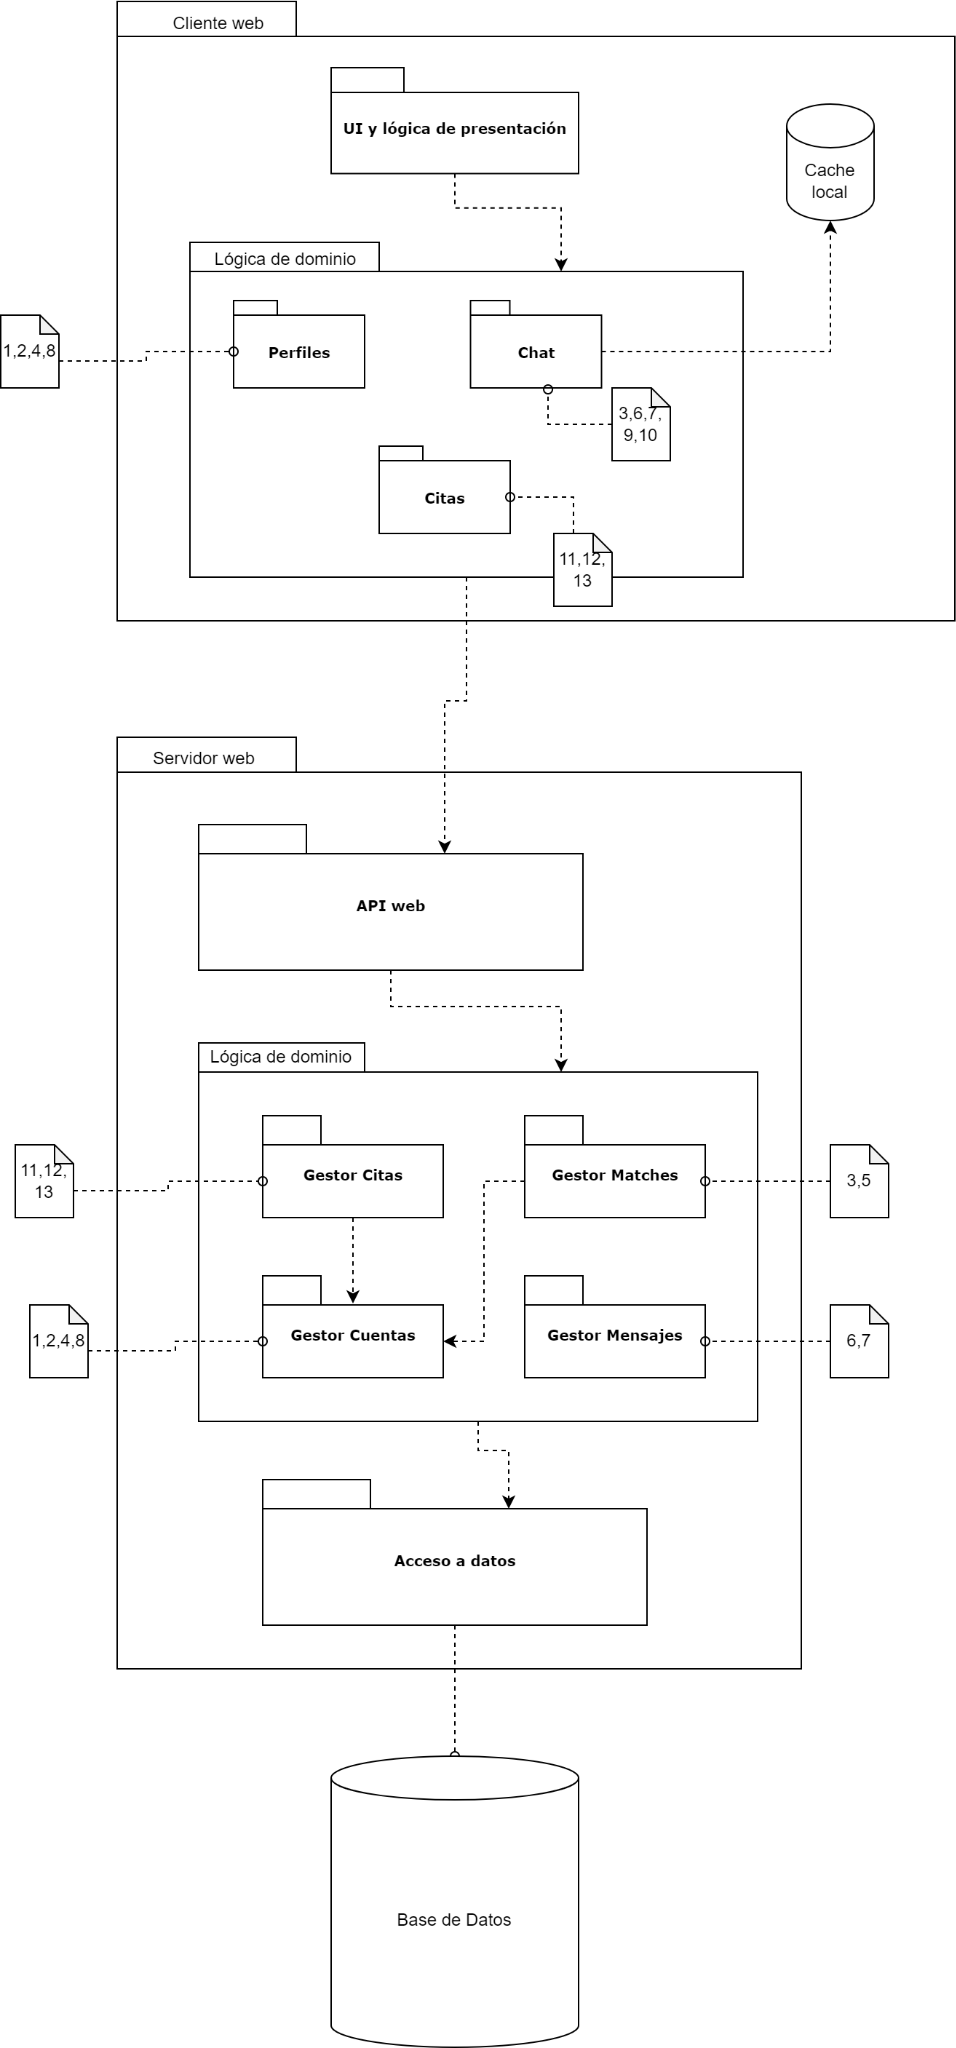 Cliente web
UI y lógica de presentación
Cache
local
Lógica de dominio
1,2,4,8
Perfiles
Chat
3,6,7,
9,10
Citas
11,12,
13
Servidor web
API web
Lógica de dominio
11,12,
13
Gestor Citas
Gestor Matches
3,5
1,2,4,8
Gestor Cuentas
Gestor Mensajes
6,7
Acceso a datos
Base de Datos